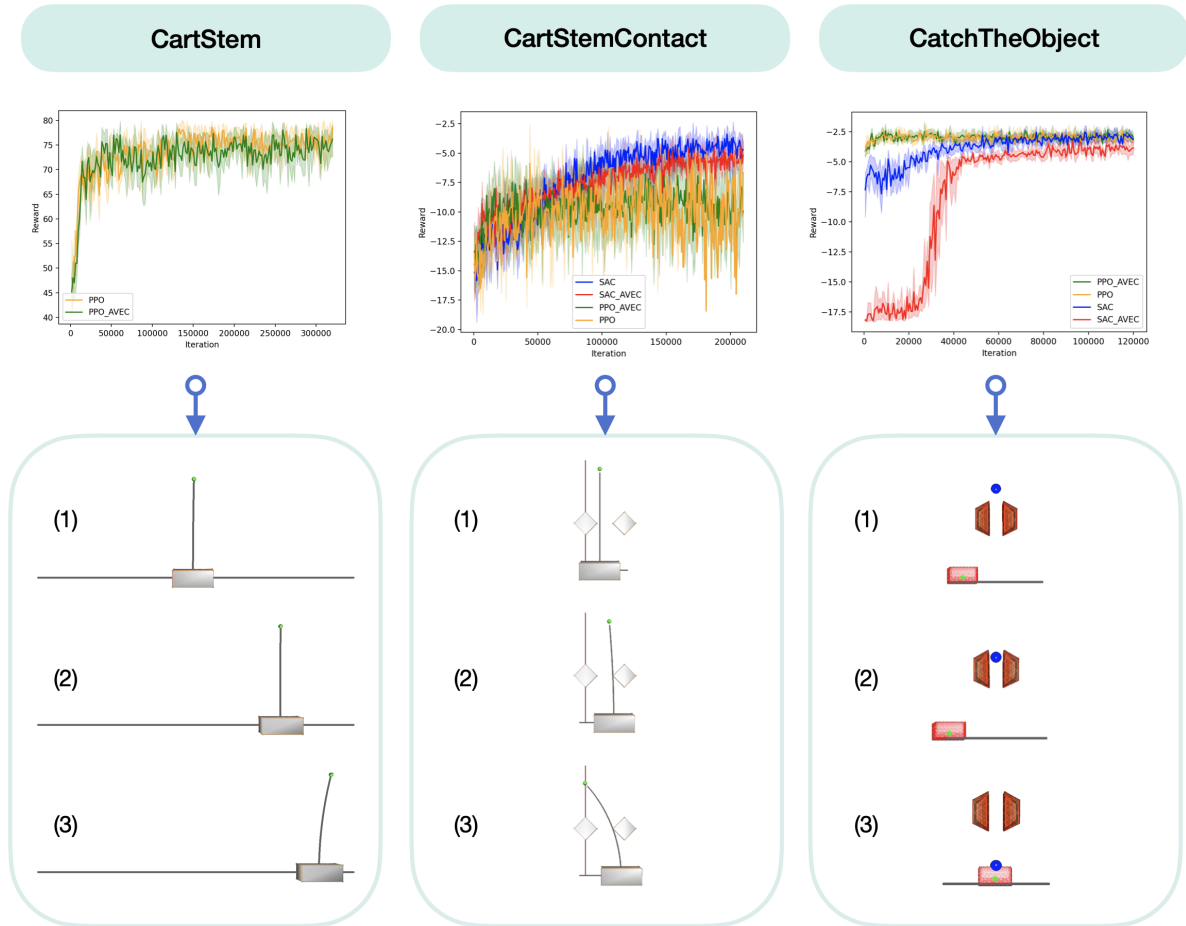 CartStem
CartStemContact
CatchTheObject
80
75
70
65
60
55
50
45
40
Reward
0
50000
100000
150000
200000
250000
300000
Iteration
PPO
PPO_AVEC
−2.5
−5.0
−7.5
−10.0
−12.5
−15.0
−17.5
−20.0
Reward
0
50000
100000
150000
200000
Iteration
SAC
SAC_AVEC
PPO_AVEC
PPO
−2.5
−5.0
−7.5
−10.0
−12.5
−15.0
−17.5
Reward
0
20000
40000
60000
80000
100000
120000
Iteration
PPO_AVEC
PPO
SAC
SAC_AVEC
(1)
(2)
(3)
(1)
(2)
(3)
(1)
(2)
(3)